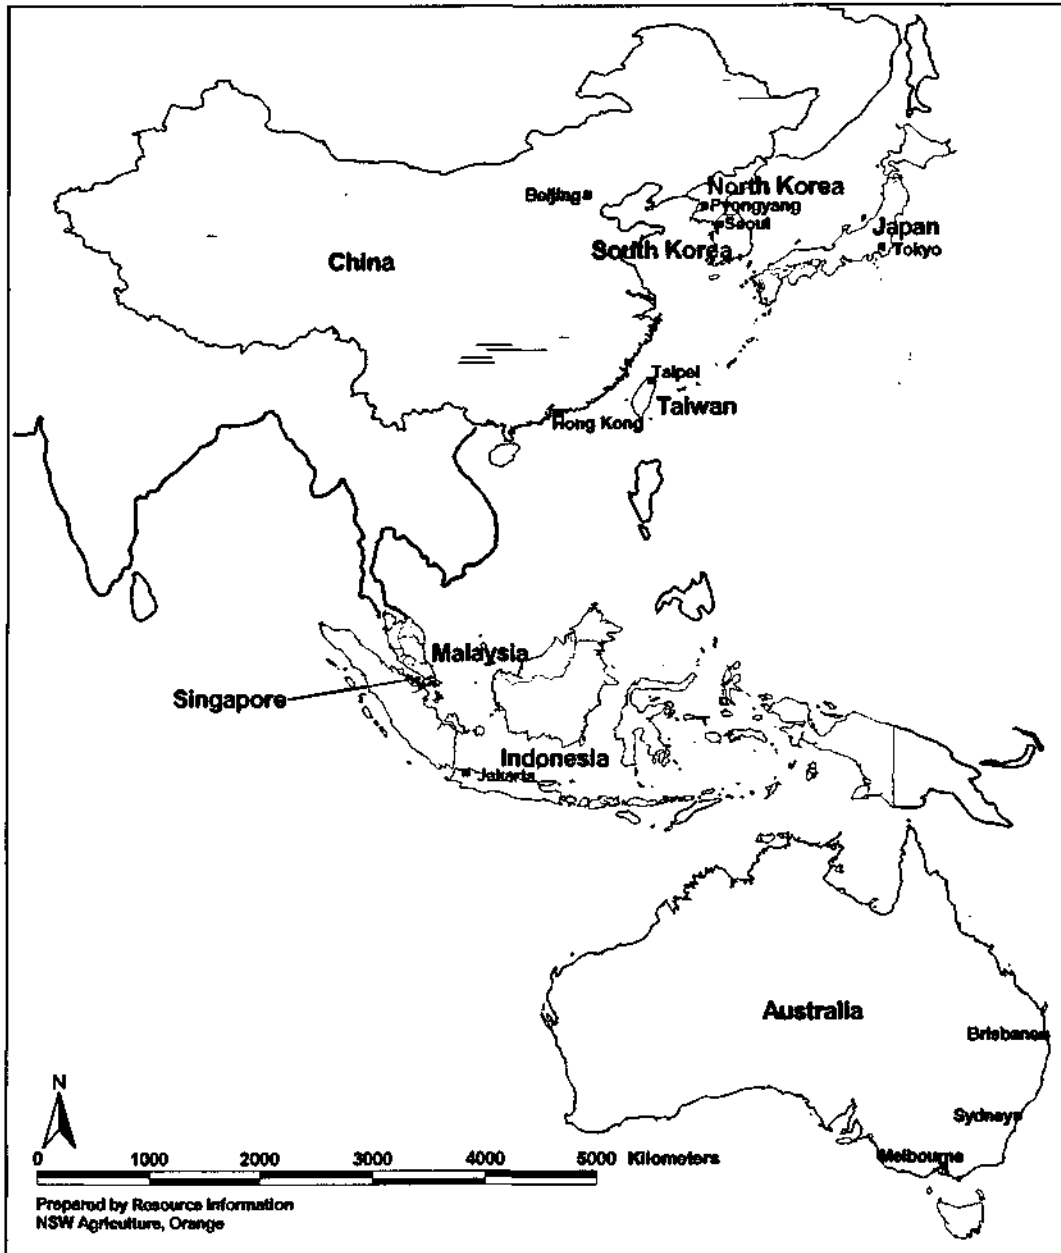 North Korea
Beijing
Pyongyang
Seoul
Japan
South Korea
Tokyo
China
Taipei
Taiwan
Hong Kong
Malaysia
Singapore
Indonesia
Jakarta
Australia
Brisbane
N
Sydney
Melbourne
0 1000 2000 3000 4000 5000 Kilometers
Prepared by Resource Information
NSW Agriculture, Orange